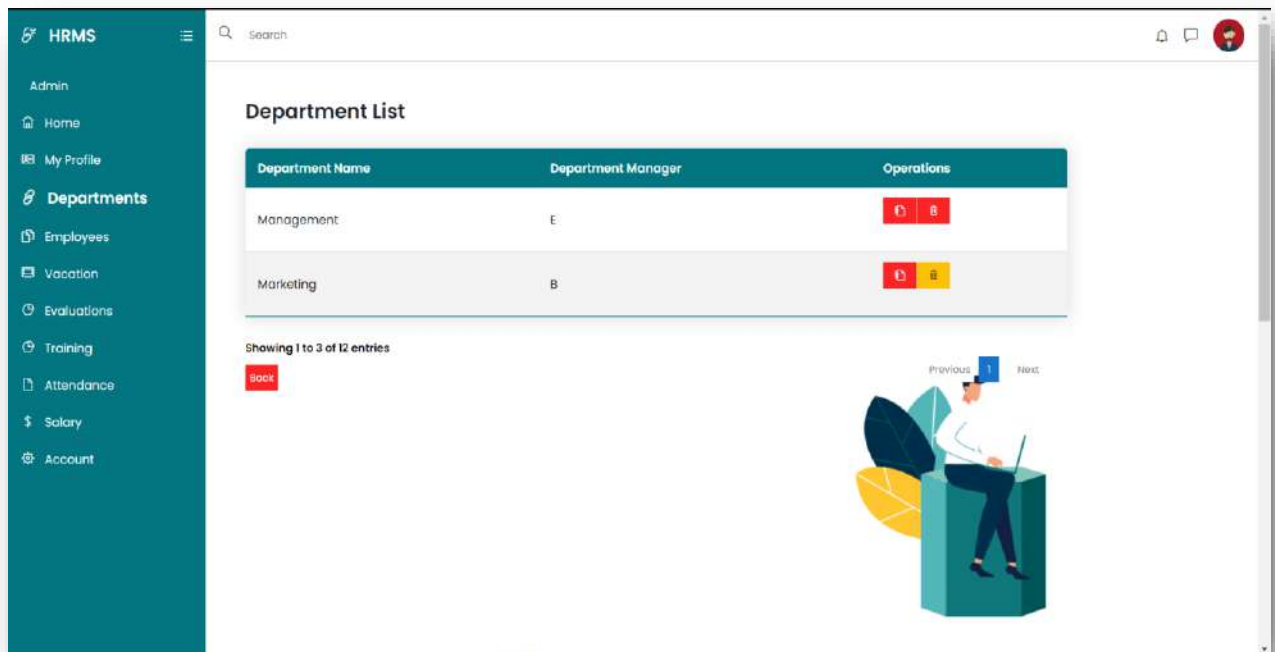 HRMS
Search
Admin
Home
My Profile
Departments
Employees
Vacation
Evaluations
Training
Attendance
Salary
Account
Department List
Department Name Department Manager Operations
Management E
Marketing B
Showing 1 to 3 of 12 entries
Back
Previous 1 Next